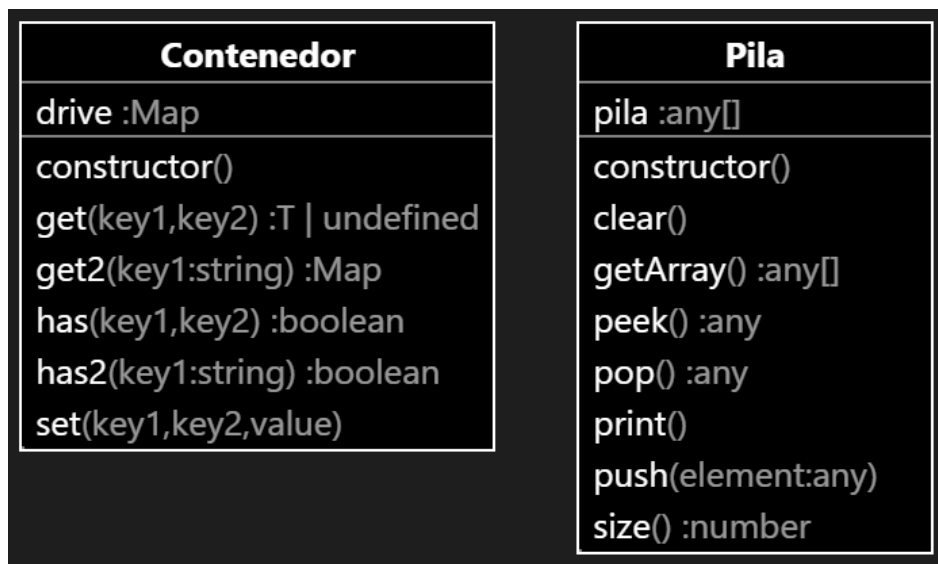 Contenedor
drive :Map
constructor()
get(key1,key2) :T | undefined
get2(key1:string) :Map
has(key1,key2) :boolean
has2(key1:string) :boolean
set(key1,key2,value)
Pila
pila :any[]
constructor()
clear()
getArray() :any[]
peek() :any
pop() :any
print()
push(element:any)
size() :number